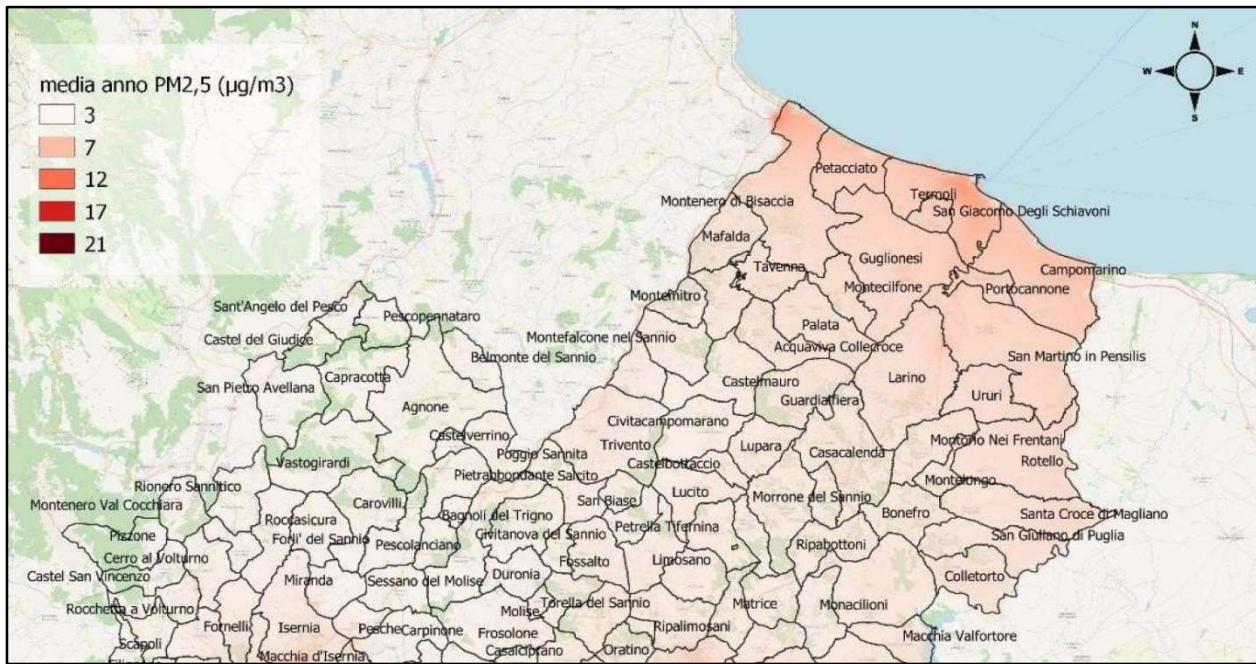 media anno PM2,5 (µg/m3)
3
7
12
17
21
N
W
E
S
Petacciato
Termoli
Montenero di Bisaccia
San Giacomo Degli Schiavoni
Mafalda
Guglionesi
Tavenna
Campomarino
Montecilfone
Portocannone
Montemitro
Sant'Angelo del Pesco
Pescopennataro
Palata
Castel del Giudice
Montefalcone nel Sannio
Acquaviva Collecroce
Belmonte del Sannio
San Martino in Pensilis
Capracotta
Larino
San Pietro Avellana
Castelmauro
Ururi
Agnone
Guardialfiera
Civitacampomarano
Castelverrino
Trivento
Lupara
Montorio Nei Frentani
Poggio Sannita
Casacalenda
Vastogirardi
Castelbottaccio
Rotello
Pietrabbondante
Salcito
Rionero Sannitico
Montelongo
Montenero Val Cocchiara
Carovilli
San Biase
Lucito
Morrone del Sannio
Roccasicura
Bagnoli del Trigno
Bonefro
Santa Croce di Magliano
Pizzone
Forli' del Sannio
Civitanova del Sannio
Petrella Tifernina
San Giuliano di Puglia
Cerro al Volturno
Pescolanciano
Ripabottoni
Fossalto
Limosano
Castel San Vincenzo
Miranda
Sessano del Molise
Duronia
Colletorto
Rocchetta a Volturno
Molise
Torella del Sannio
Matrice
Monacilioni
Fornelli
Isernia
Pesche
Carpinone
Frosolone
Ripalimosani
Macchia Valfortore
Scapoli
Macchia d'Isernia
Casalciprano
Oratino